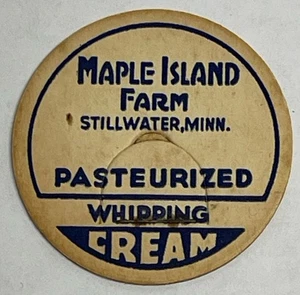 MAPLE ISLAND
FARM
STILLWATER, MINN.
PASTEURIZED
WHIPPING
CREAM